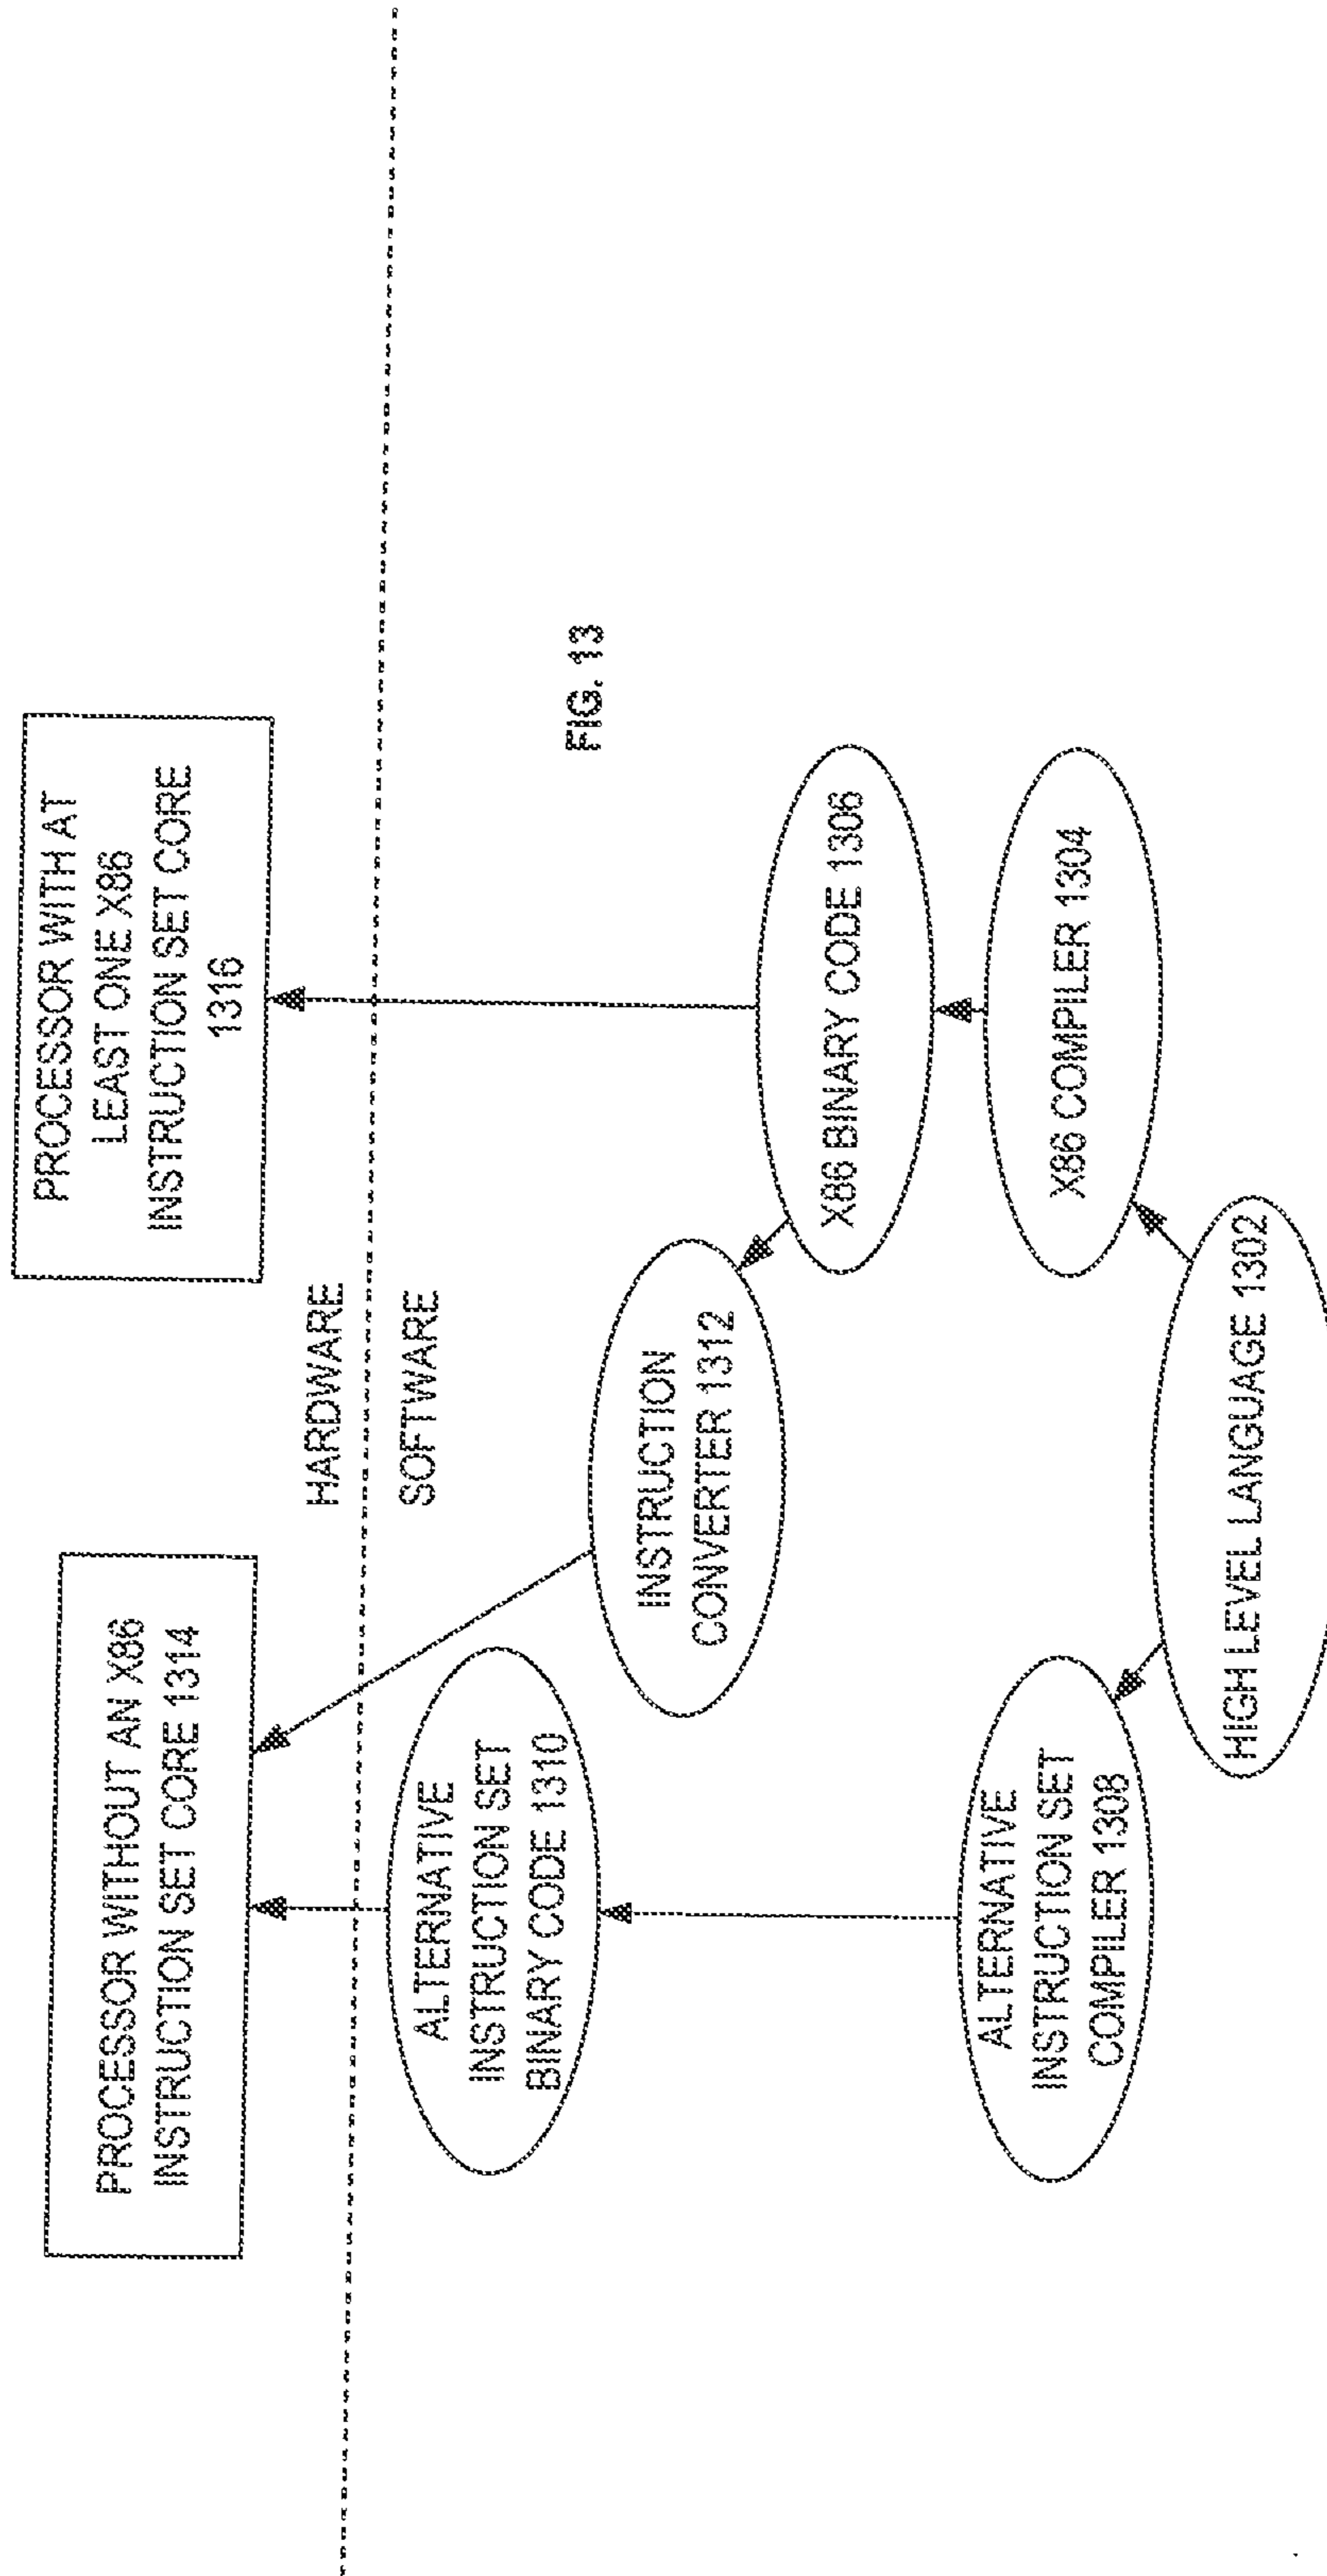 PROCESSOR WITHOUT AN X86
INSTRUCTION SET CORE 1314
PROCESSOR WITH AT
LEAST ONE X86
INSTRUCTION SET CORE
1316
HARDWARE
SOFTWARE
ALTERNATIVE
INSTRUCTION SET
BINARY CODE 1310
INSTRUCTION
CONVERTER 1312
FIG. 13
X86 BINARY CODE 1306
ALTERNATIVE
INSTRUCTION SET
COMPILER 1308
X86 COMPILER 1304
HIGH LEVEL LANGUAGE 1302